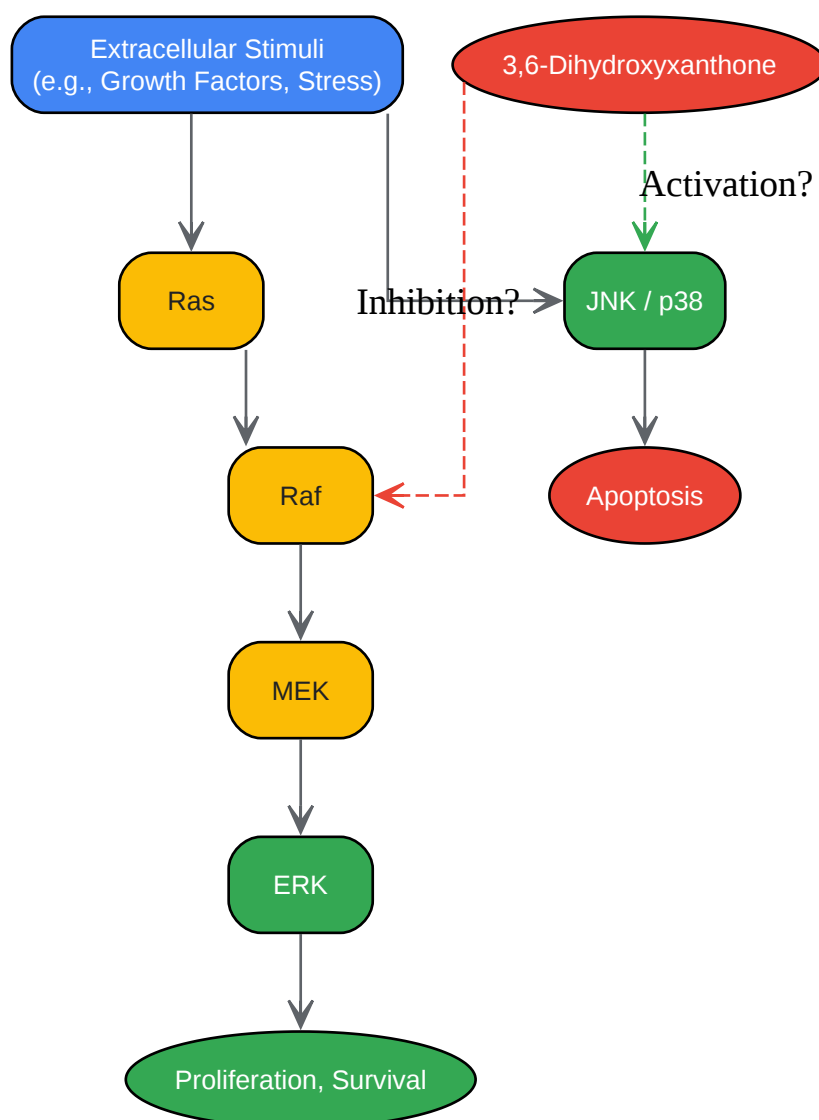 Extracellular Stimuli
(e.g., Growth Factors, Stress)
3,6-Dihydroxyxanthone
Activation?
Ras
Inhibition?
JNK / p38
Raf
Apoptosis
MEK
ERK
Proliferation, Survival